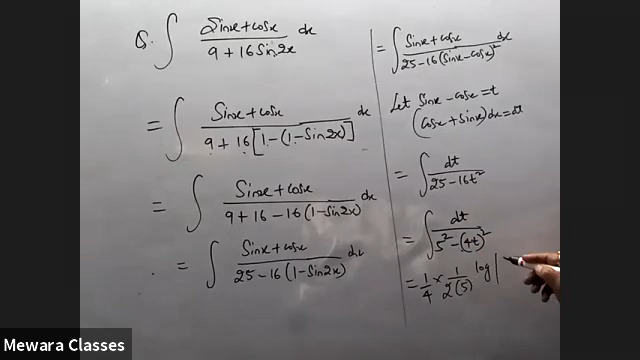 Q. ∫ (Sinx + cosx)/(9 + 16 Sin2x) dx
= ∫ (Sinx + cosx)/(9 + 16[1-(1-Sin2x)]) dx
= ∫ (Sinx + cosx)/(9 + 16 - 16(1-Sin2x)) dx
= ∫ (Sinx + cosx)/(25 - 16(1-Sin2x)) dx
= ∫ (Sinx + cosx)/(25 - 16(Sinx - cosx)²) dx
Let Sinx - cosx = t
(cosx + Sinx)dx = dt
= ∫ dt/(25 - 16t²)
= ∫ dt/(5² - (4t)²)
= 1/4 × 1/2(5) log|
Mewara Classes